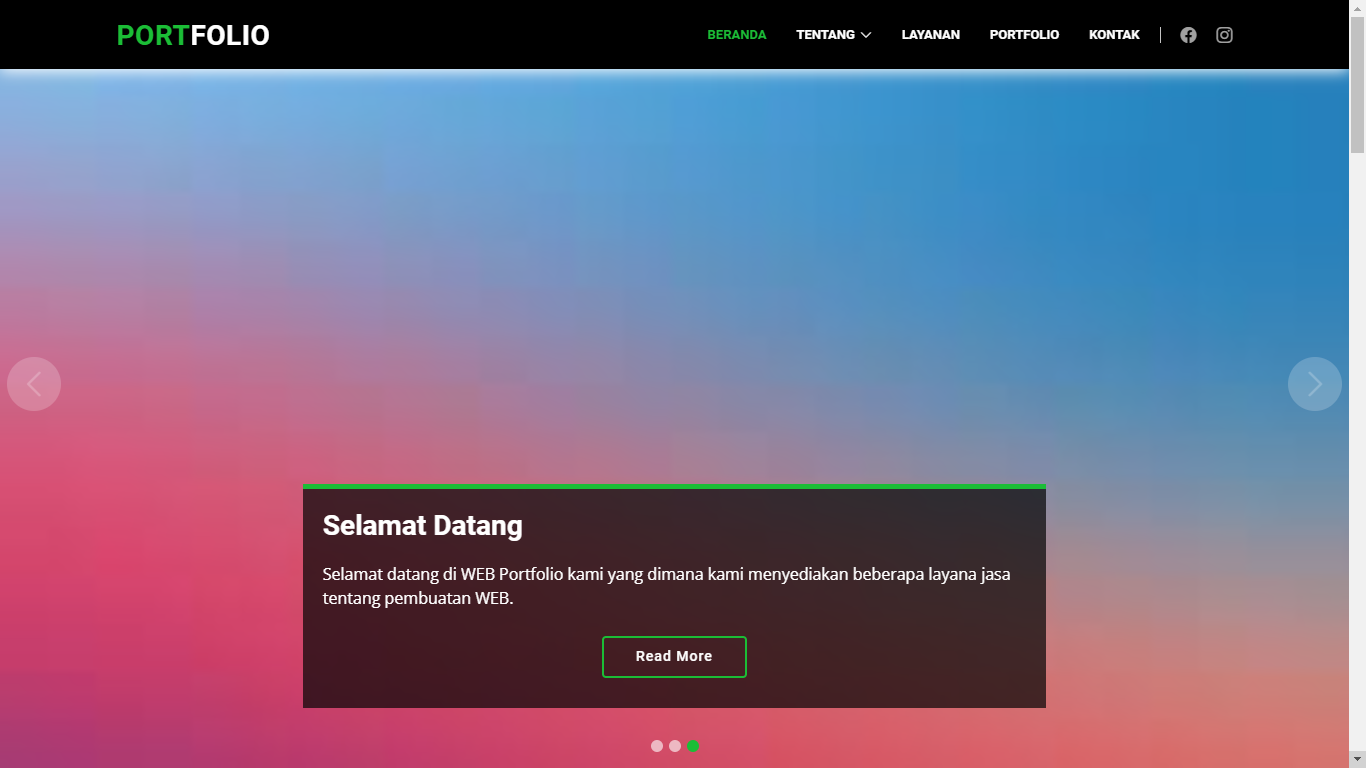 PORTFOLIO
BERANDA TENTANG LAYANAN PORTFOLIO KONTAK
Selamat Datang
Selamat datang di WEB Portfolio kami yang dimana kami menyediakan beberapa layana jasa
tentang pembuatan WEB.
Read More